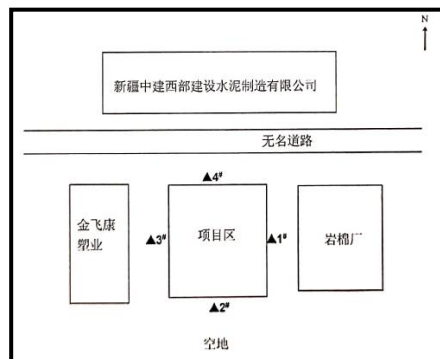 N
新疆中建西部建设水泥制造有限公司
无名道路
▲4#
金飞康
塑业
▲3#
项目区
▲1#
岩棉厂
▲2#
空地